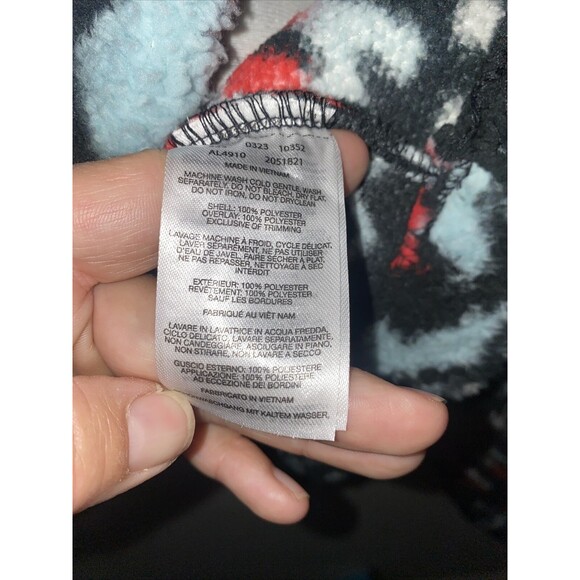 0323 10352
AL4910 2051821
MADE IN VIETNAM
MACHINE WASH COLD GENTLE, WASH
SEPARATELY, DO NOT BLEACH, DRY FLAT,
DO NOT IRON, DO NOT DRYCLEAN
SHELL: 100% POLYESTER
OVERLAY: 100% POLYESTER
EXCLUSIVE OF TRIMMING
LAVAGE MACHINE À FROID, CYCLE DÉLICAT,
LAVER SÉPAREMENT, NE PAS UTILISER
D'EAU DE JAVEL, FAIRE SÉCHER À PLAT,
NE PAS REPASSER, NETTOYAGE À SEC
INTERDIT
EXTÉRIEUR: 100% POLYESTER
REVÊTEMENT: 100% POLYESTER
SAUF LES BORDURES
FABRIQUÉ AU VIÊT NAM
LAVARE IN LAVATRICE IN ACQUA FREDDA,
CICLO DELICATO, LAVARE SEPARATAMENTE,
NON CANDEGGIARE, ASCIUGARE IN PIANO,
NON STIRARE, NON LAVARE A SECCO
GUSCIO ESTERNO: 100% POLIESTERE
APPLICAZIONE: 100% POLIESTERE
AD ECCEZIONE DEI BORDINI
FABBRICATO IN VIETNAM
MIT KALTEM WASSER,